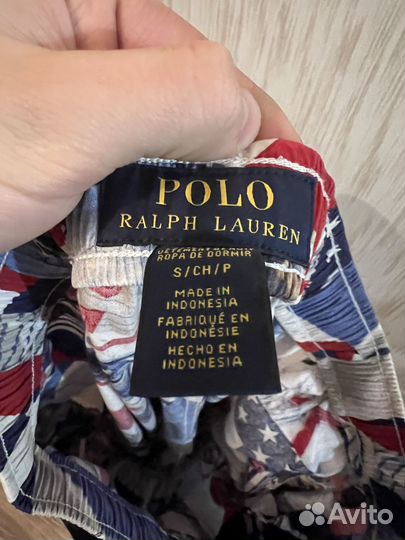 POLO
RALPH LAUREN
ROPA DE DORMIR
S/CH/P
MADE IN
INDONESIA
FABRIQUÉ EN
INDONÉSIE
HECHO EN
INDONESIA
Avito